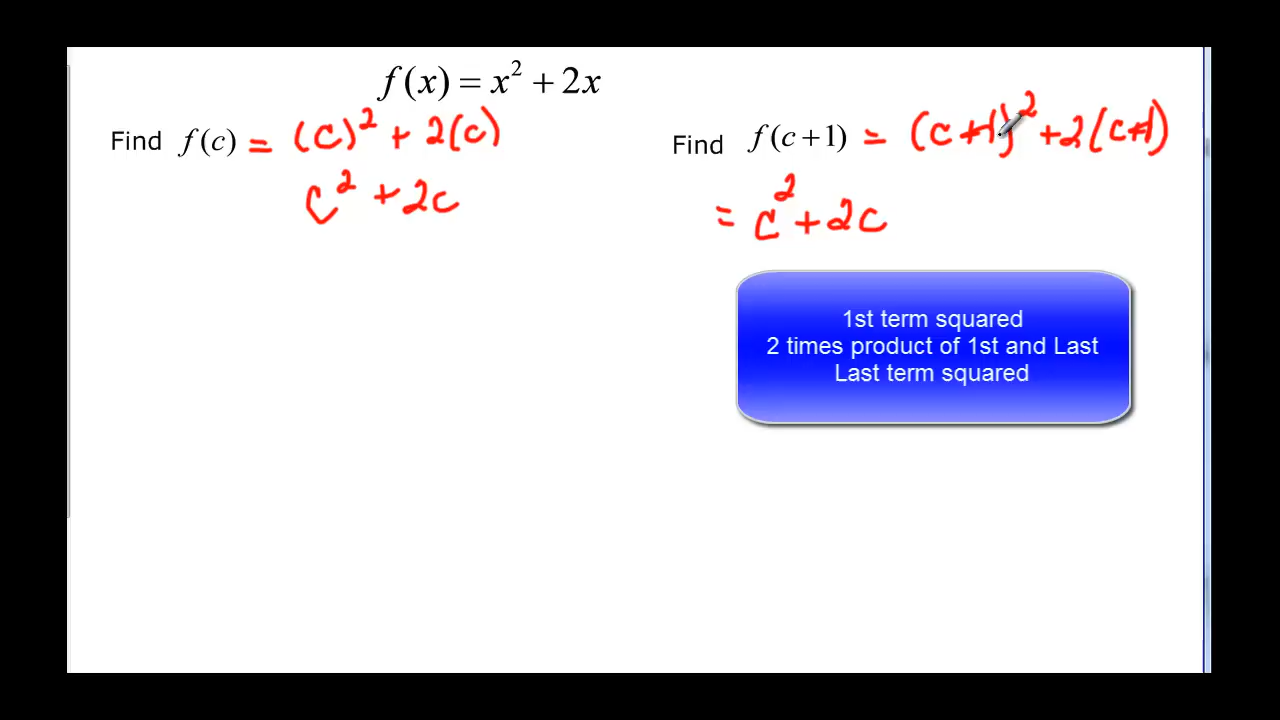 f(x) = x² + 2x
Find f(c) = (c)² + 2(c)
c² + 2c
Find f(c + 1) = (c+1)² + 2(c+1)
= c² + 2c
1st term squared
2 times product of 1st and Last
Last term squared